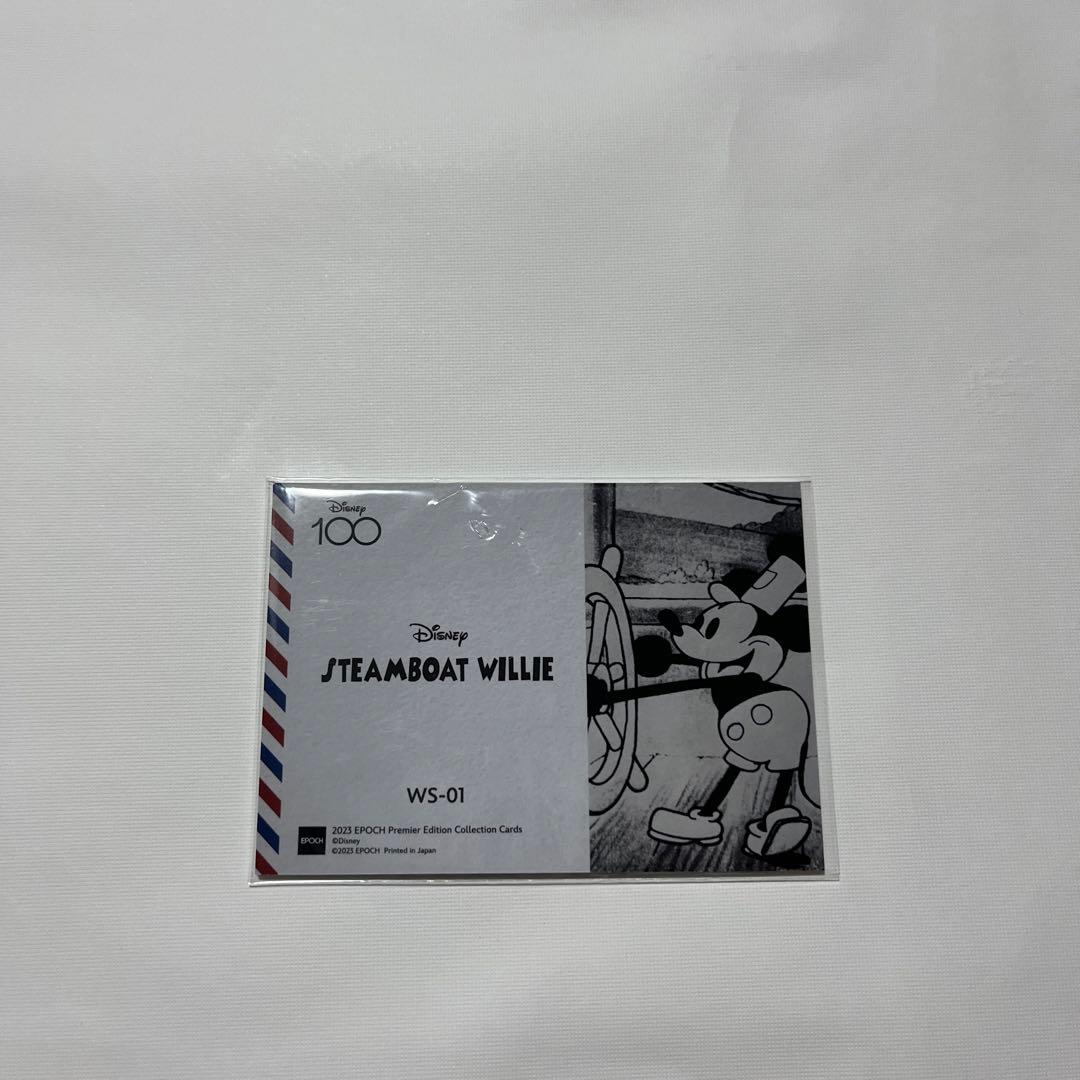 Disney
100
Disney
STEAMBOAT WILLIE
WS-01
EPOCH
2023 EPOCH Premier Edition Collection Cards
©Disney
©2023 EPOCH Printed in Japan